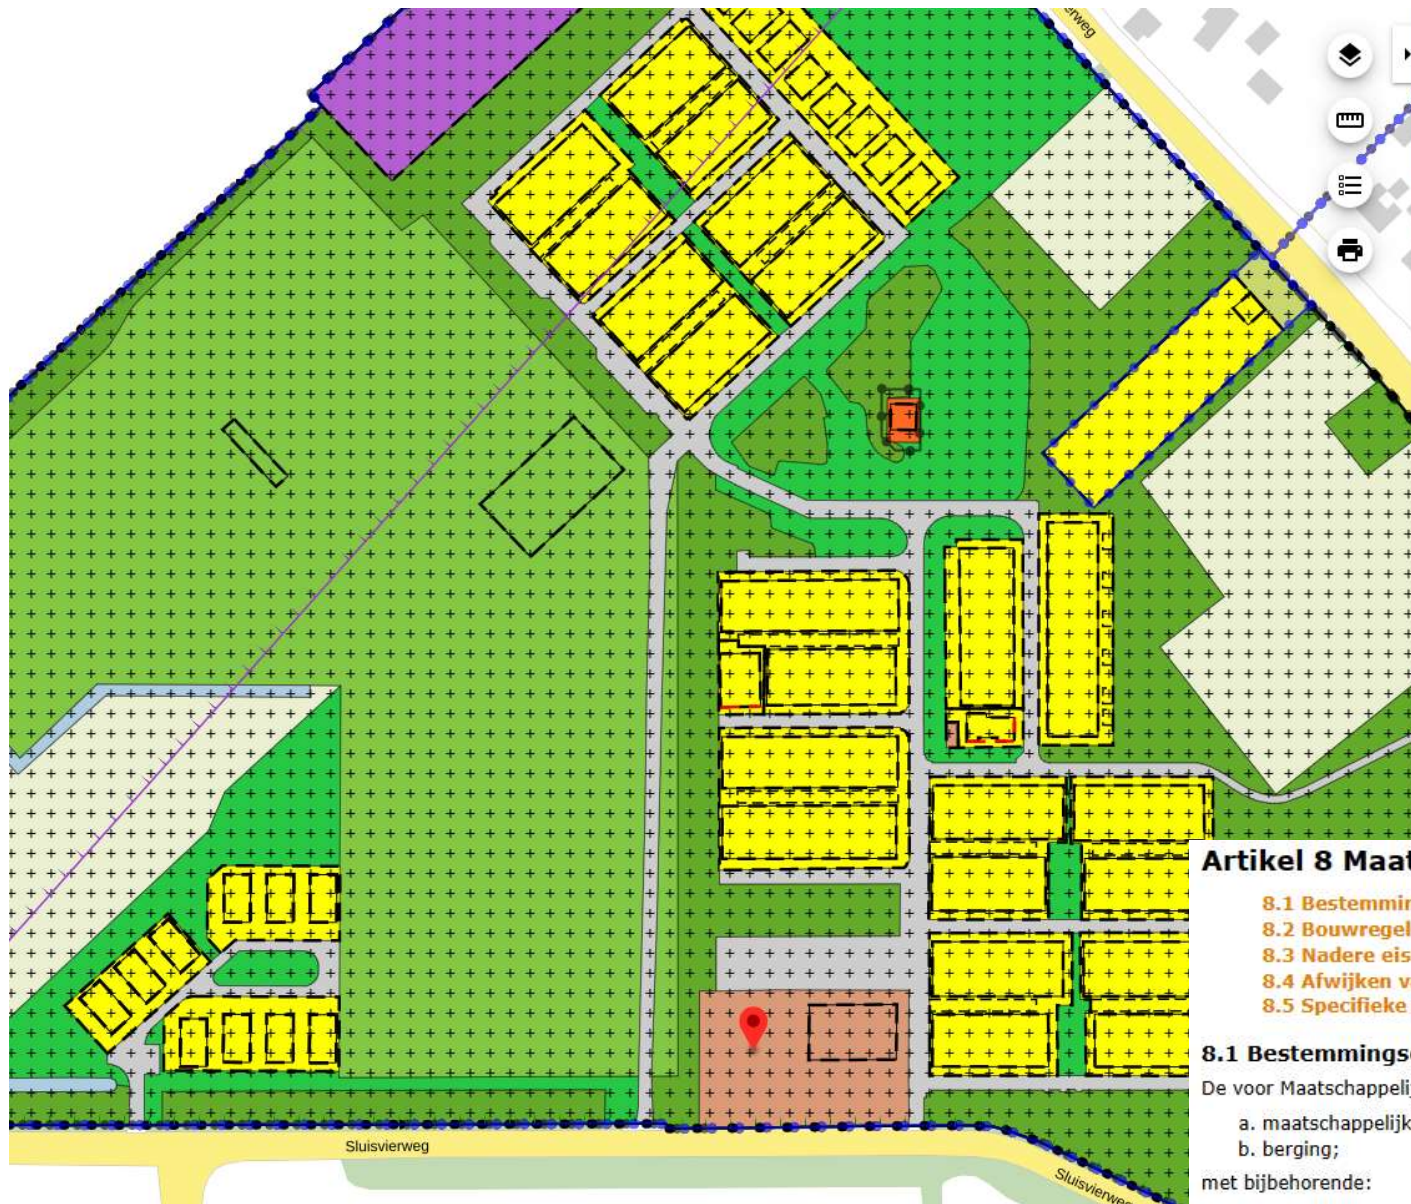 erweg
Sluisvierweg
Sluisvierweg
Artikel 8 Maat
8.1 Bestemmin
8.2 Bouwregel
8.3 Nadere eis
8.4 Afwijken v
8.5 Specifieke
8.1 Bestemmings
De voor Maatschappelij
a. maatschappelijk
b. berging;
met bijbehorende: